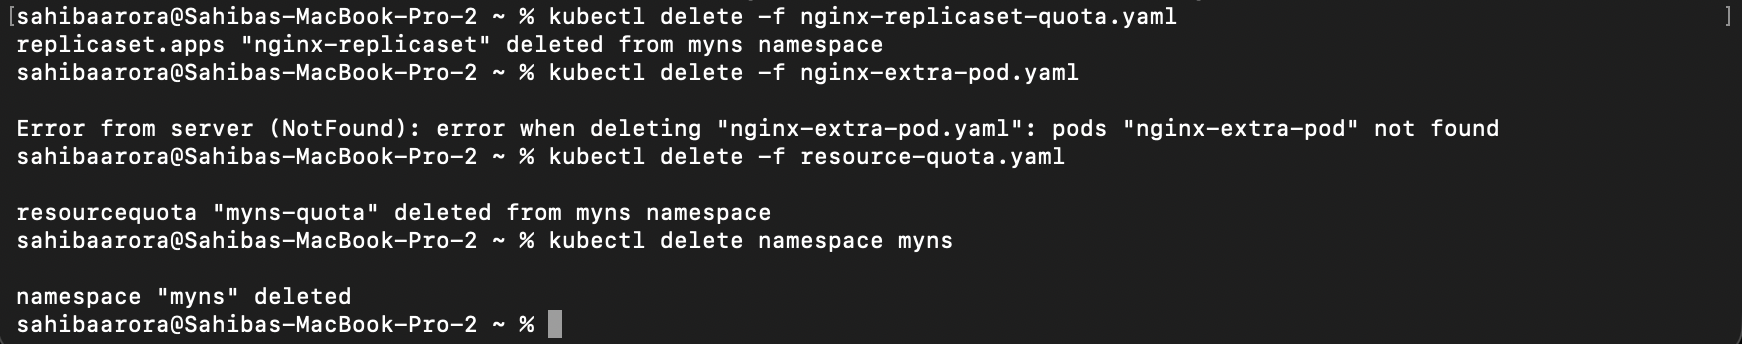 [sahibaarora@Sahibas-MacBook-Pro-2 ~ % kubectl delete -f nginx-replicaset-quota.yaml ]
replicaset.apps "nginx-replicaset" deleted from myns namespace
sahibaarora@Sahibas-MacBook-Pro-2 ~ % kubectl delete -f nginx-extra-pod.yaml
Error from server (NotFound): error when deleting "nginx-extra-pod.yaml": pods "nginx-extra-pod" not found
sahibaarora@Sahibas-MacBook-Pro-2 ~ % kubectl delete -f resource-quota.yaml
resourcequota "myns-quota" deleted from myns namespace
sahibaarora@Sahibas-MacBook-Pro-2 ~ % kubectl delete namespace myns
namespace "myns" deleted
sahibaarora@Sahibas-MacBook-Pro-2 ~ %